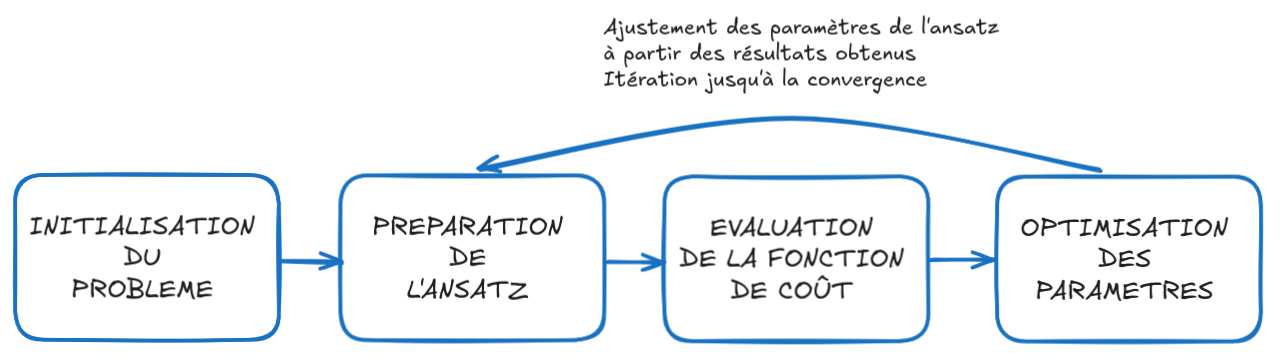 Ajustement des paramètres de l'ansatz
à partir des résultats obtenus
Itération jusqu'à la convergence
INITIALISATION
DU
PROBLEME
PREPARATION
DE
L'ANSATZ
EVALUATION
DE LA FONCTION
DE COÛT
OPTIMISATION
DES
PARAMETRES